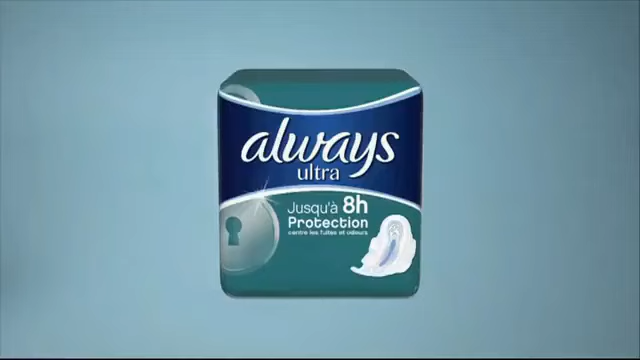 always
ultra
Jusqu'à 8h
Protection
contre les fuites et odeurs